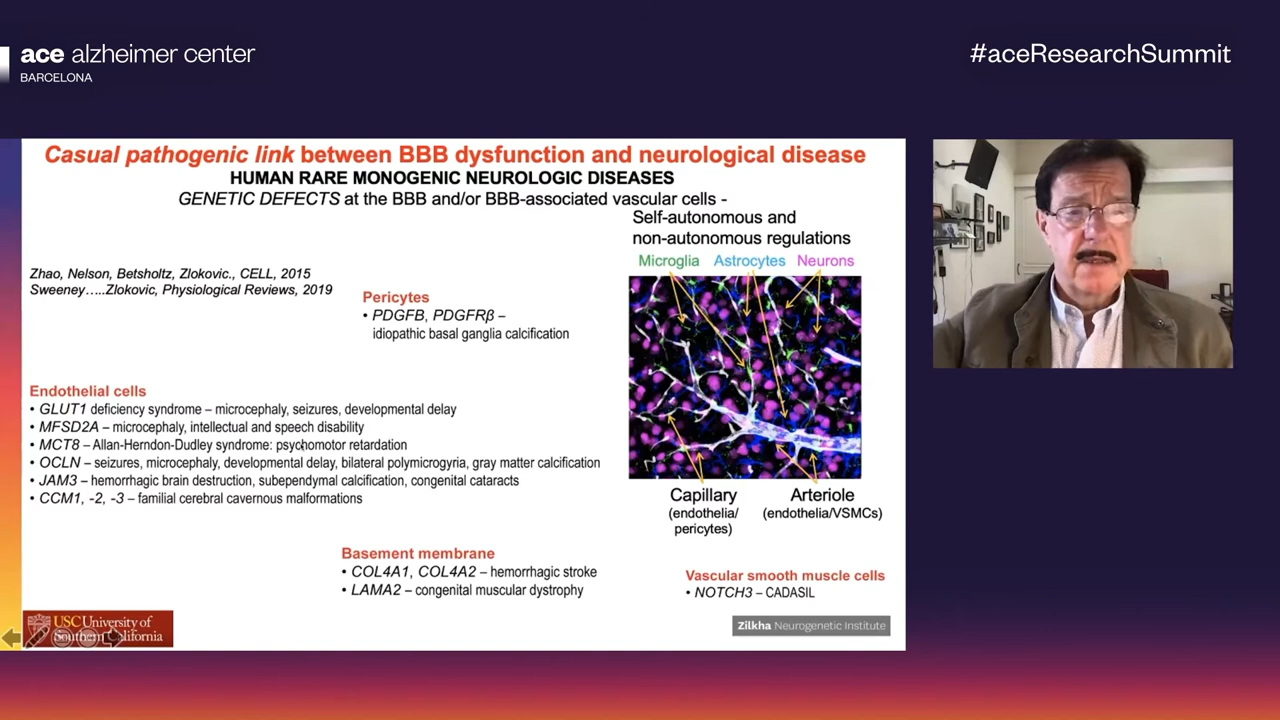 ace alzheimer center
BARCELONA
#aceResearchSummit
Casual pathogenic link between BBB dysfunction and neurological disease
HUMAN RARE MONOGENIC NEUROLOGIC DISEASES
GENETIC DEFECTS at the BBB and/or BBB-associated vascular cells -
Self-autonomous and
non-autonomous regulations
Microglia Astrocytes Neurons
Zhao, Nelson, Betsholtz, Zlokovic., CELL, 2015
Sweeney.....Zlokovic, Physiological Reviews, 2019
Pericytes
• PDGFB, PDGFRβ –
idiopathic basal ganglia calcification
Endothelial cells
• GLUT1 deficiency syndrome – microcephaly, seizures, developmental delay
• MFSD2A – microcephaly, intellectual and speech disability
• MCT8 – Allan-Herndon-Dudley syndrome: psychomotor retardation
• OCLN – seizures, microcephaly, developmental delay, bilateral polymicrogyria, gray matter calcification
• JAM3 – hemorrhagic brain destruction, subependymal calcification, congenital cataracts
• CCM1, -2, -3 – familial cerebral cavernous malformations
Capillary
(endothelia/
pericytes)
Arteriole
(endothelia/VSMCs)
Basement membrane
• COL4A1, COL4A2 – hemorrhagic stroke
• LAMA2 – congenital muscular dystrophy
Vascular smooth muscle cells
• NOTCH3 – CADASIL
USC University of
Southern California
Zilkha Neurogenetic Institute